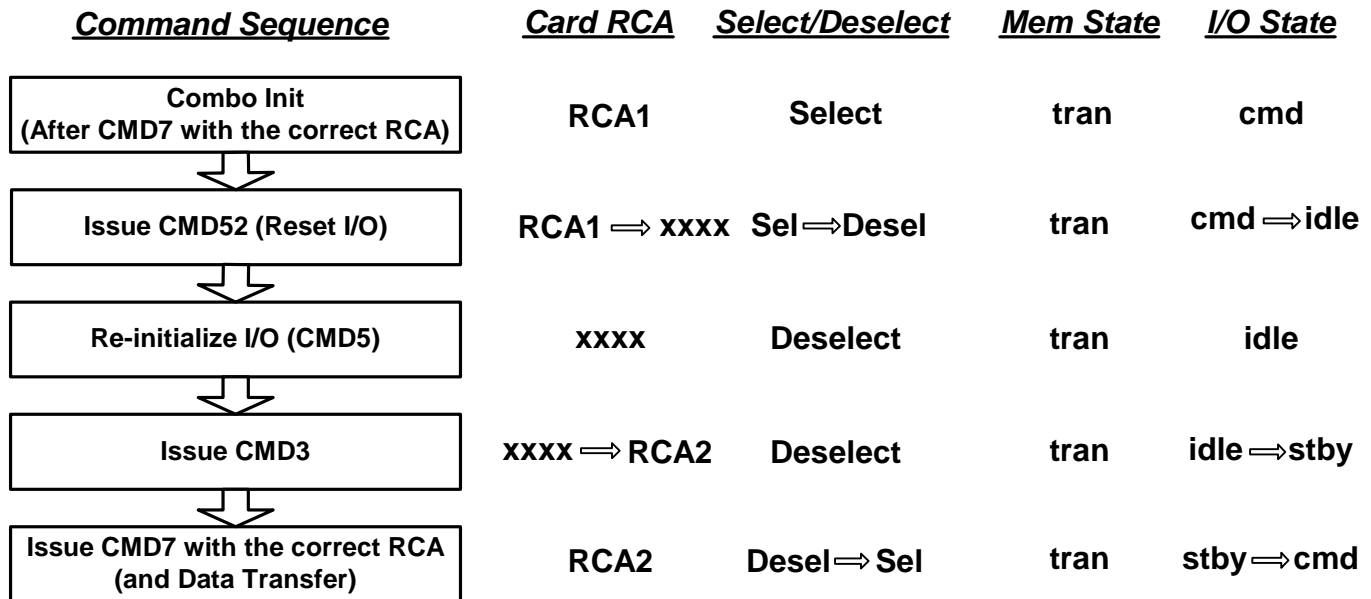 Command Sequence Card RCA Select/Deselect Mem State I/O State
Combo Init
(After CMD7 with the correct RCA)
RCA1 Select tran cmd
Issue CMD52 (Reset I/O) RCA1 ⇒ xxxx Sel ⇒ Desel tran cmd ⇒ idle
Re-initialize I/O (CMD5) xxxx Deselect tran idle
Issue CMD3 xxxx ⇒ RCA2 Deselect tran idle ⇒ stby
Issue CMD7 with the correct RCA
(and Data Transfer)
RCA2 Desel ⇒ Sel tran stby ⇒ cmd